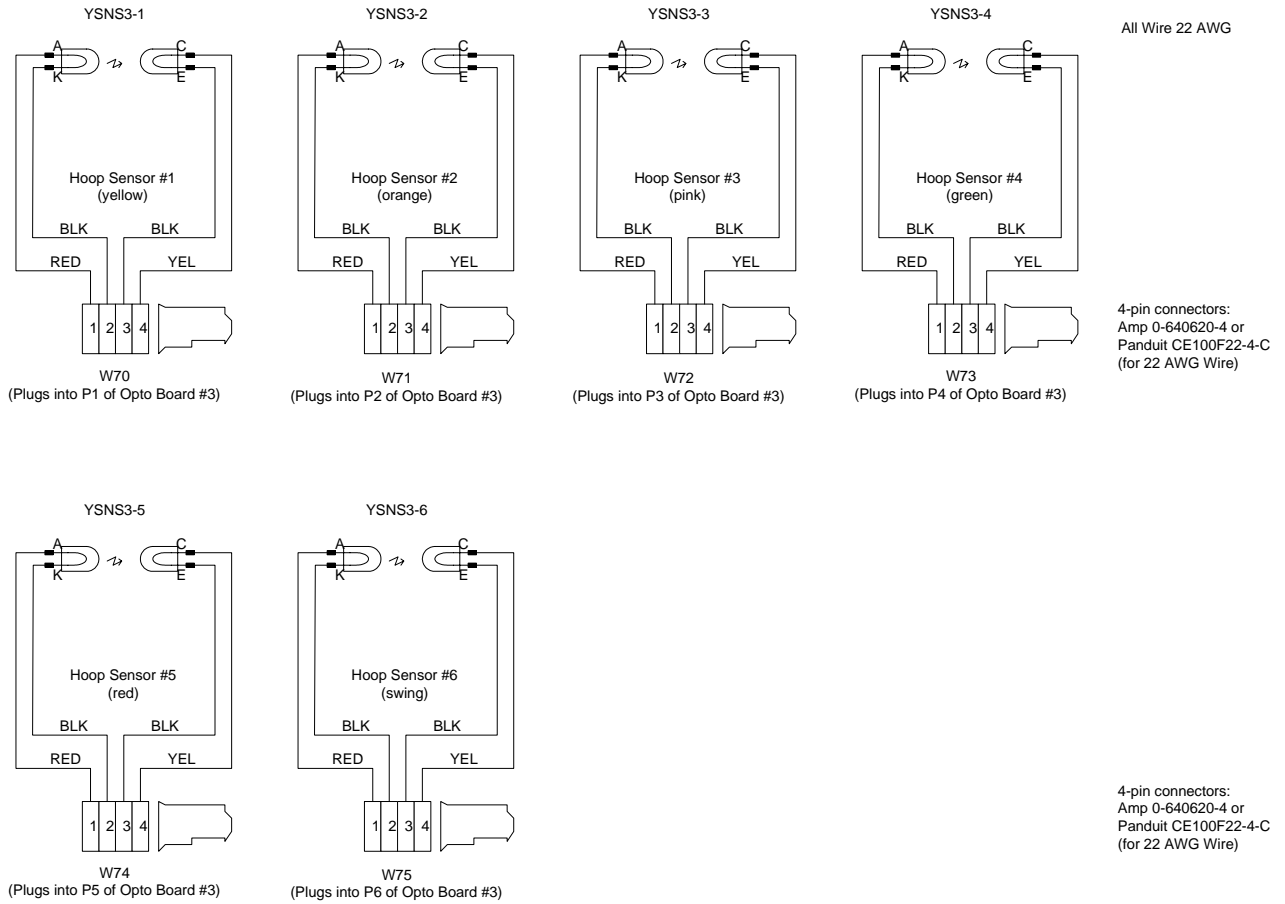 YSNS3-1
A
C
K
E
Hoop Sensor #1
(yellow)
BLK
BLK
RED
YEL
1 2 3 4
W70
(Plugs into P1 of Opto Board #3)
YSNS3-2
A
C
K
E
Hoop Sensor #2
(orange)
BLK
BLK
RED
YEL
1 2 3 4
W71
(Plugs into P2 of Opto Board #3)
YSNS3-3
A
C
K
E
Hoop Sensor #3
(pink)
BLK
BLK
RED
YEL
1 2 3 4
W72
(Plugs into P3 of Opto Board #3)
YSNS3-4
A
C
K
E
Hoop Sensor #4
(green)
BLK
BLK
RED
YEL
1 2 3 4
W73
(Plugs into P4 of Opto Board #3)
All Wire 22 AWG
4-pin connectors:
Amp 0-640620-4 or
Panduit CE100F22-4-C
(for 22 AWG Wire)
YSNS3-5
A
C
K
E
Hoop Sensor #5
(red)
BLK
BLK
RED
YEL
1 2 3 4
W74
(Plugs into P5 of Opto Board #3)
YSNS3-6
A
C
K
E
Hoop Sensor #6
(swing)
BLK
BLK
RED
YEL
1 2 3 4
W75
(Plugs into P6 of Opto Board #3)
4-pin connectors:
Amp 0-640620-4 or
Panduit CE100F22-4-C
(for 22 AWG Wire)